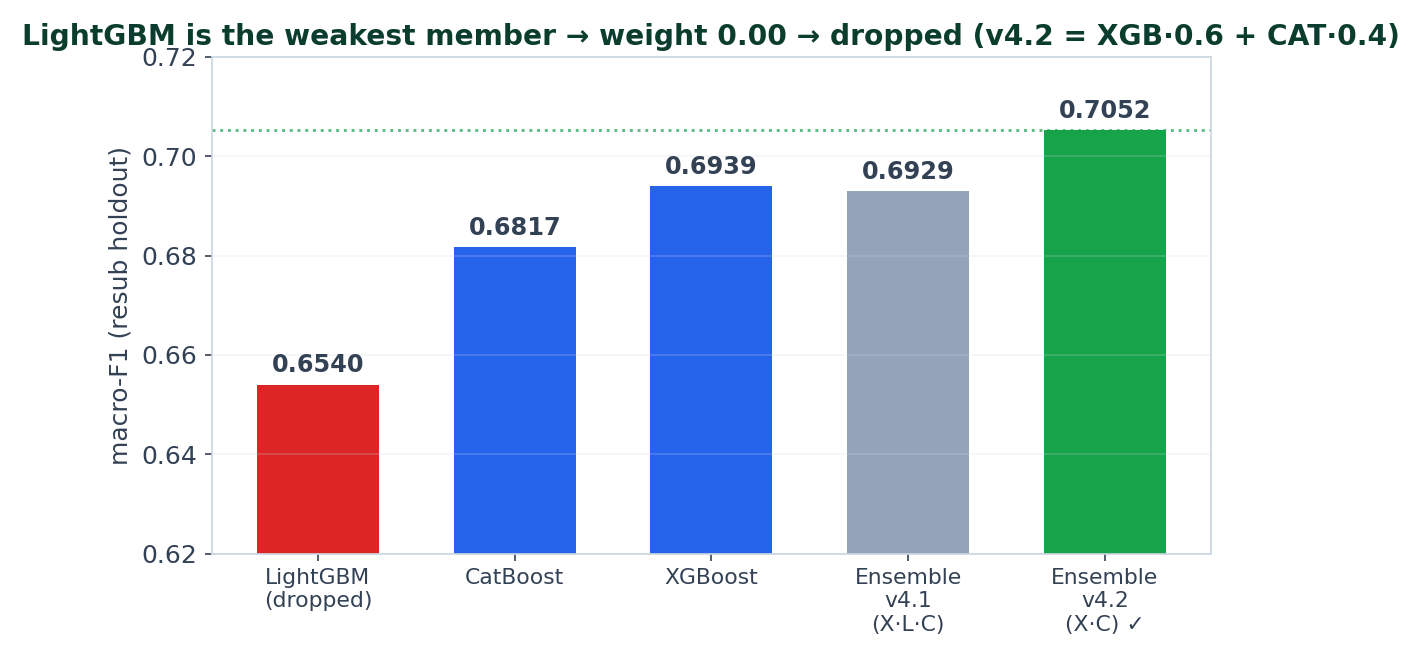 LightGBM is the weakest member → weight 0.00 → dropped (v4.2 = XGB·0.6 + CAT·0.4)
macro-F1 (resub holdout)
0.72
0.70
0.68
0.66
0.64
0.62
0.6540
0.6817
0.6939
0.6929
0.7052
LightGBM
(dropped)
CatBoost
XGBoost
Ensemble
v4.1
(X·L·C)
Ensemble
v4.2
(X·C) ✓